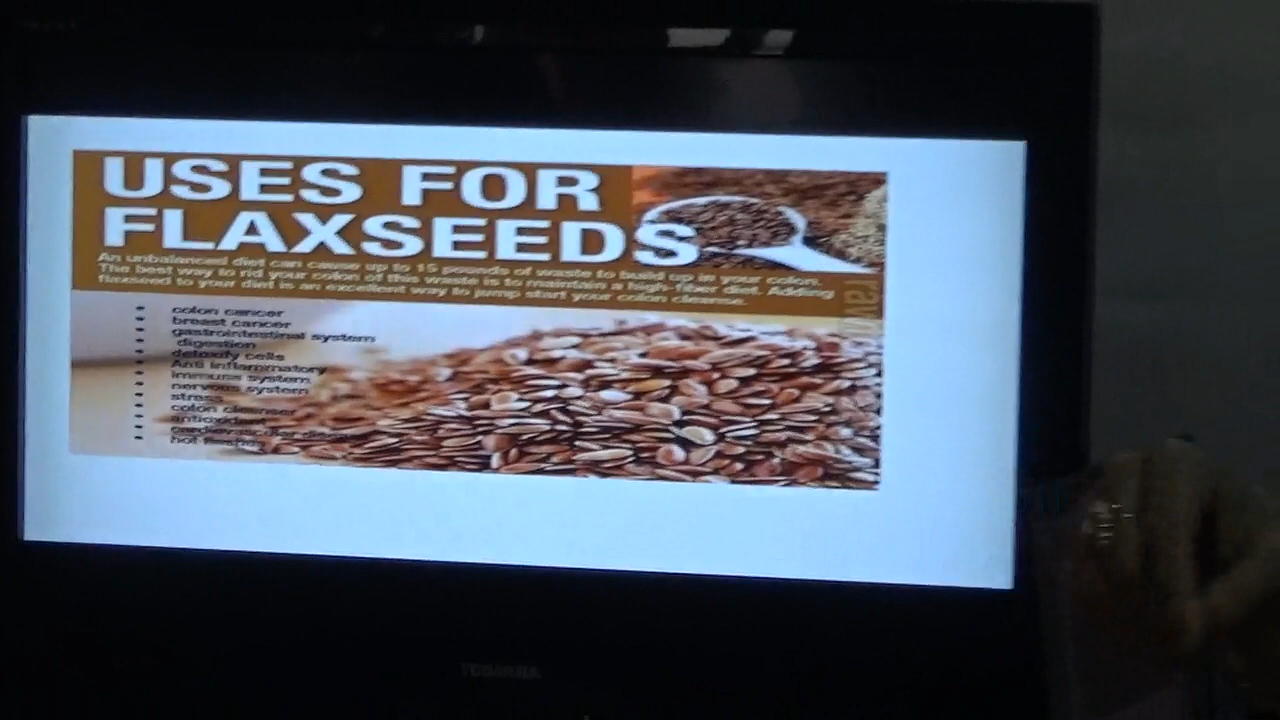 USES FOR
FLAXSEEDS
An unbalanced diet can cause up to 15 pounds of waste to build up in your colon.
The best way to rid your colon of this waste is to maintain a high-fiber diet. Adding
flaxseed to your diet is an excellent way to jump start your colon cleanse.
colon cancer
breast cancer
gastrointestinal system
digestion
detoxify cells
Anti inflammatory
immune system
nervous system
stress
colon cleanser
antioxidant
hot flashes
TOSHIBA